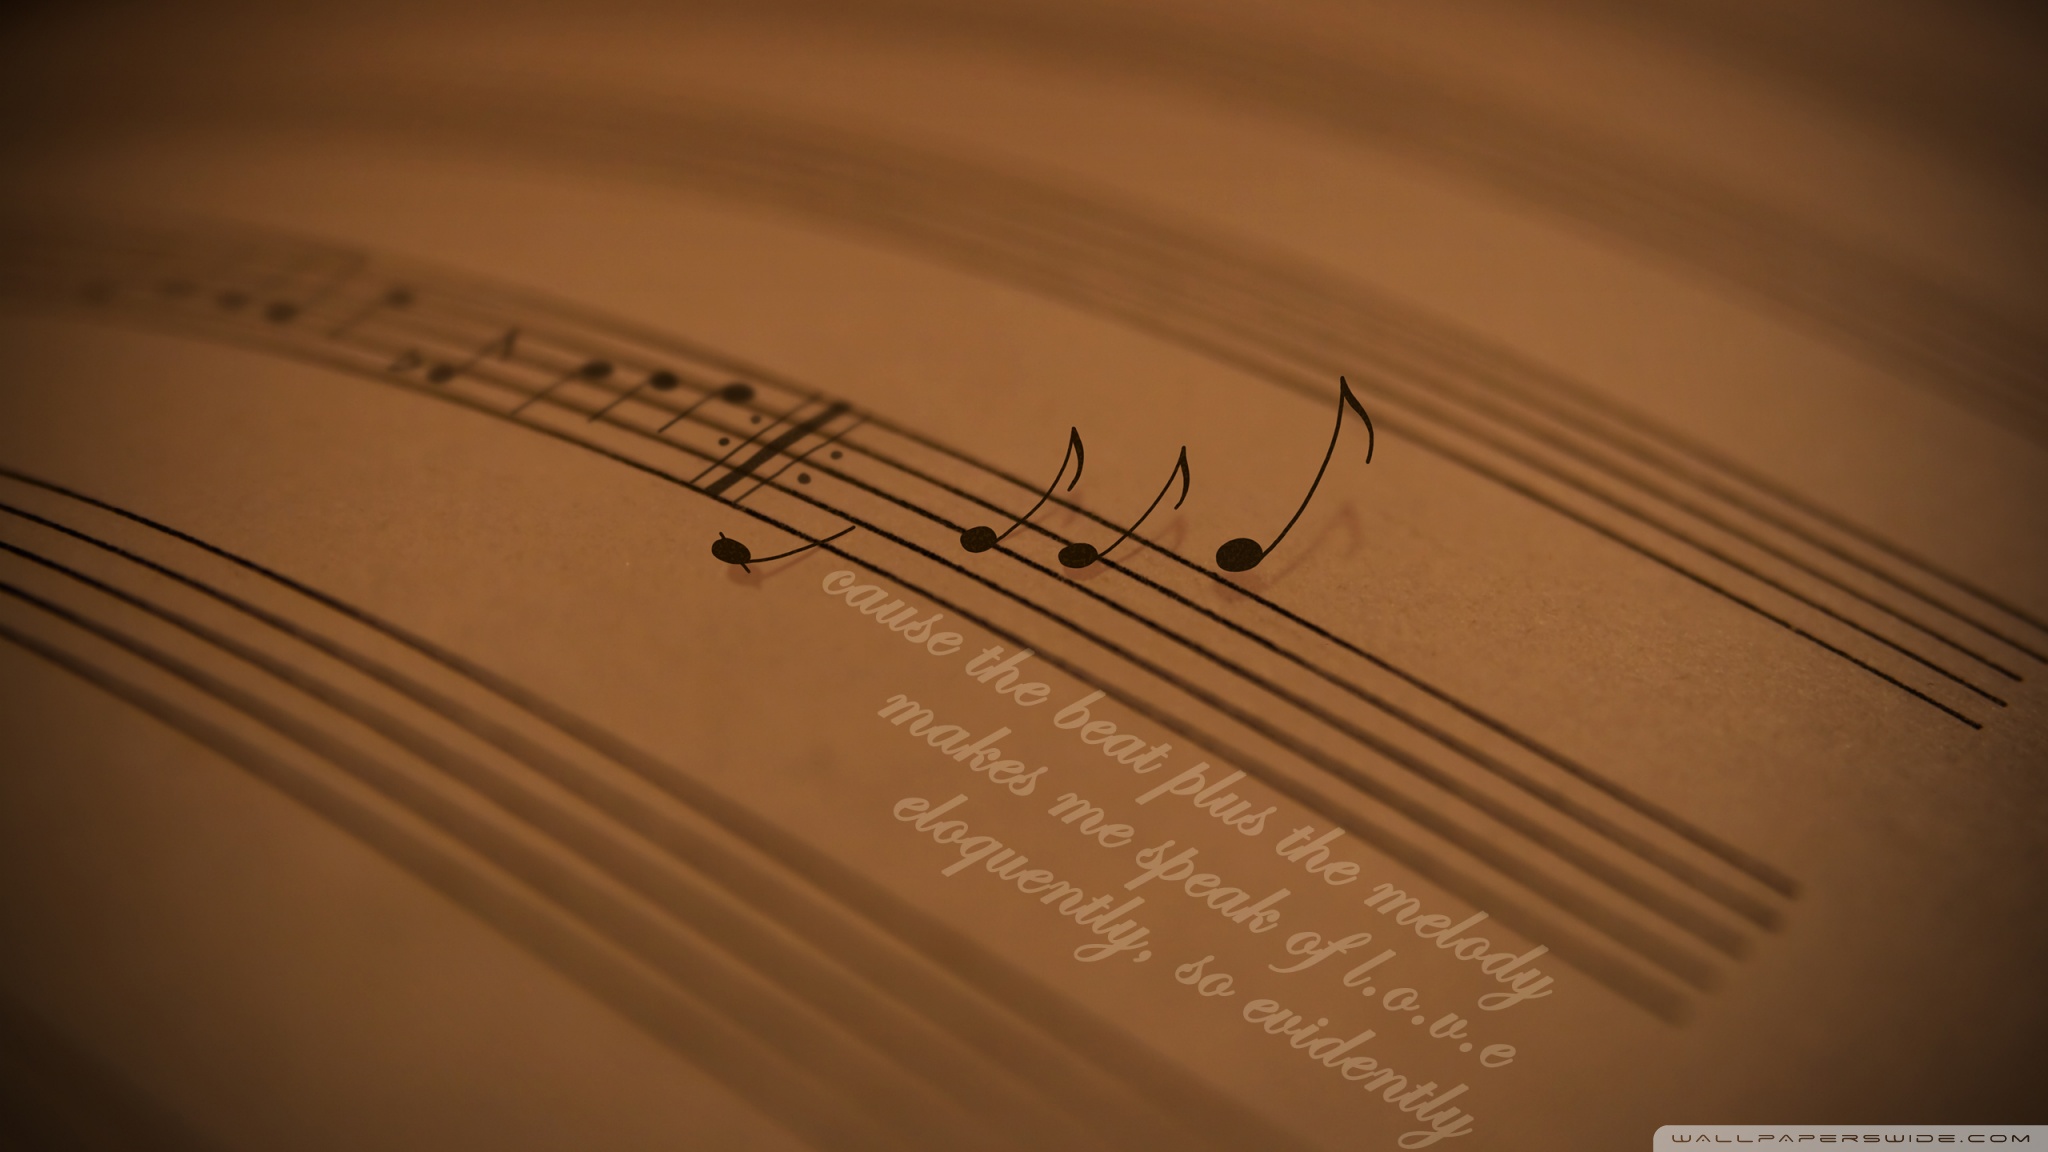 cause the beat plus the melody
makes me speak of l.o.v.e
eloquently, so evidently
WALLPAPERSWIDE.COM